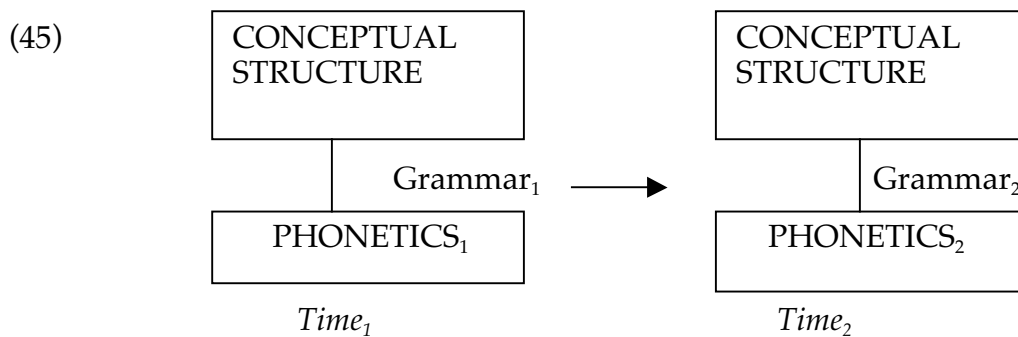 (45) CONCEPTUAL CONCEPTUAL
STRUCTURE STRUCTURE
Grammar₁ Grammar₂
PHONETICS₁ PHONETICS₂
Time₁ Time₂